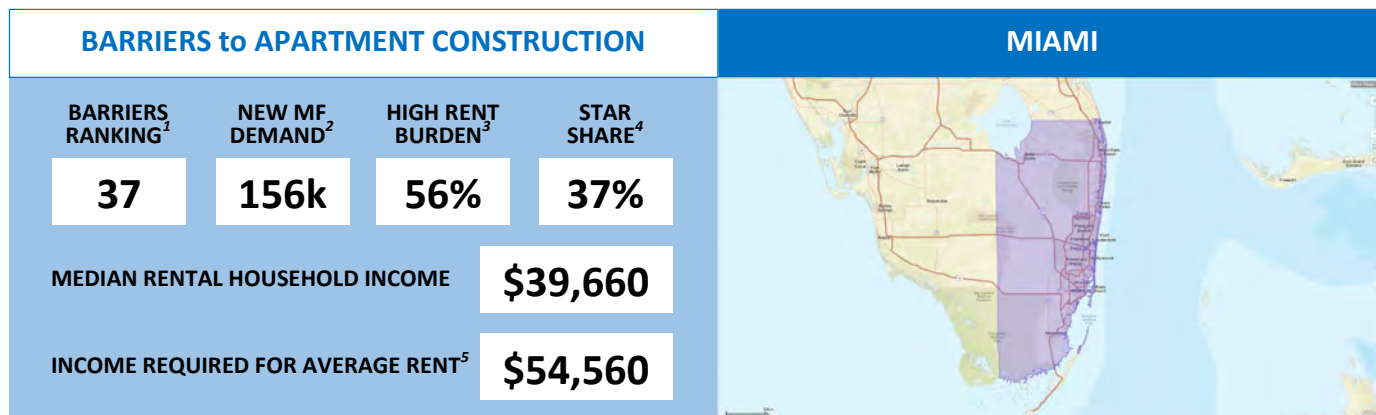 BARRIERS to APARTMENT CONSTRUCTION
MIAMI
BARRIERS
RANKING1
NEW MF
DEMAND2
HIGH RENT
BURDEN3
STAR
SHARE4
37
156k
56%
37%
MEDIAN RENTAL HOUSEHOLD INCOME
$39,660
INCOME REQUIRED FOR AVERAGE RENT5
$54,560